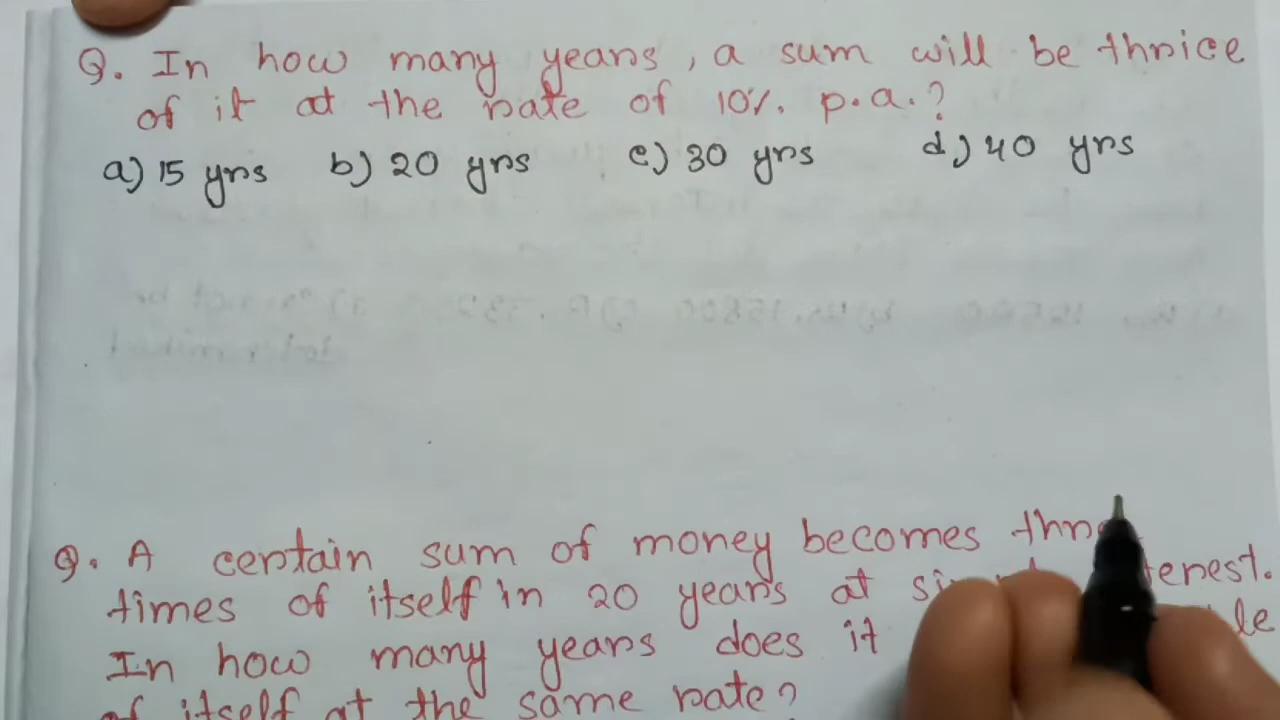 Q. In how many years, a sum will be thrice
of it at the rate of 10%. p.a.?
a) 15 yrs b) 20 yrs c) 30 yrs d) 40 yrs
Q. A certain sum of money becomes
times of itself in 20 years at
In how many years does it
of itself at the same rate?